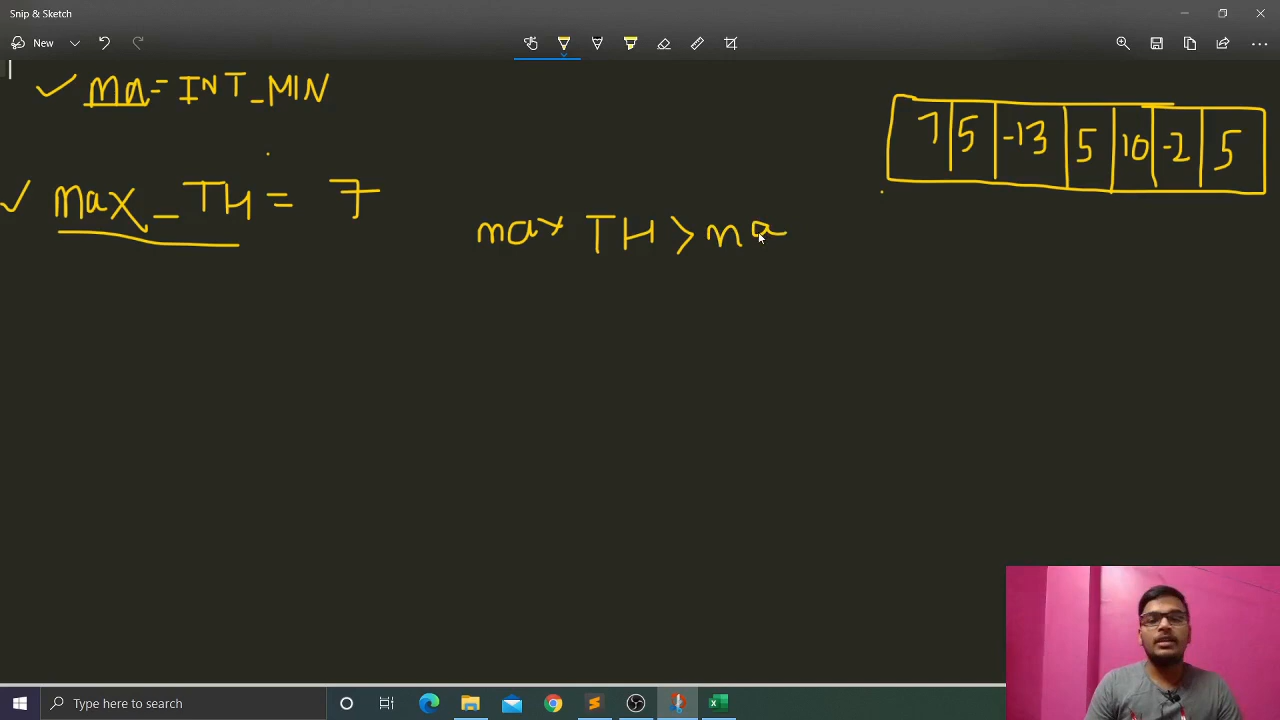 Snip & Sketch
New
ma = INT_MIN
7 5 -13 5 10 -2 5
max_TH = 7
max TH > ma
Type here to search